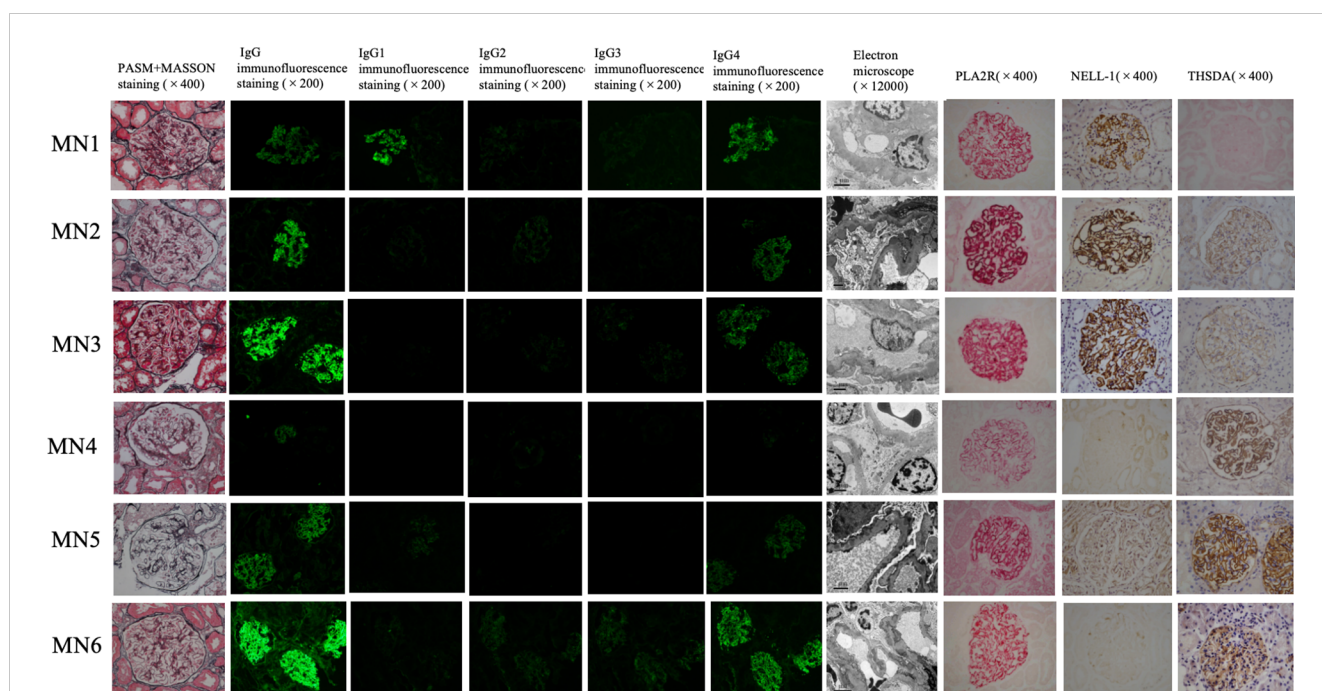 PASM+MASSON
staining (×400)
IgG
immunofluorescence
staining (×200)
IgG1
immunofluorescence
staining (×200)
IgG2
immunofluorescence
staining (×200)
IgG3
immunofluorescence
staining (×200)
IgG4
immunofluorescence
staining (×200)
Electron
microscope
(×12000)
PLA2R(×400)
NELL-1(×400)
THSDA(×400)
MN1
MN2
MN3
MN4
MN5
MN6